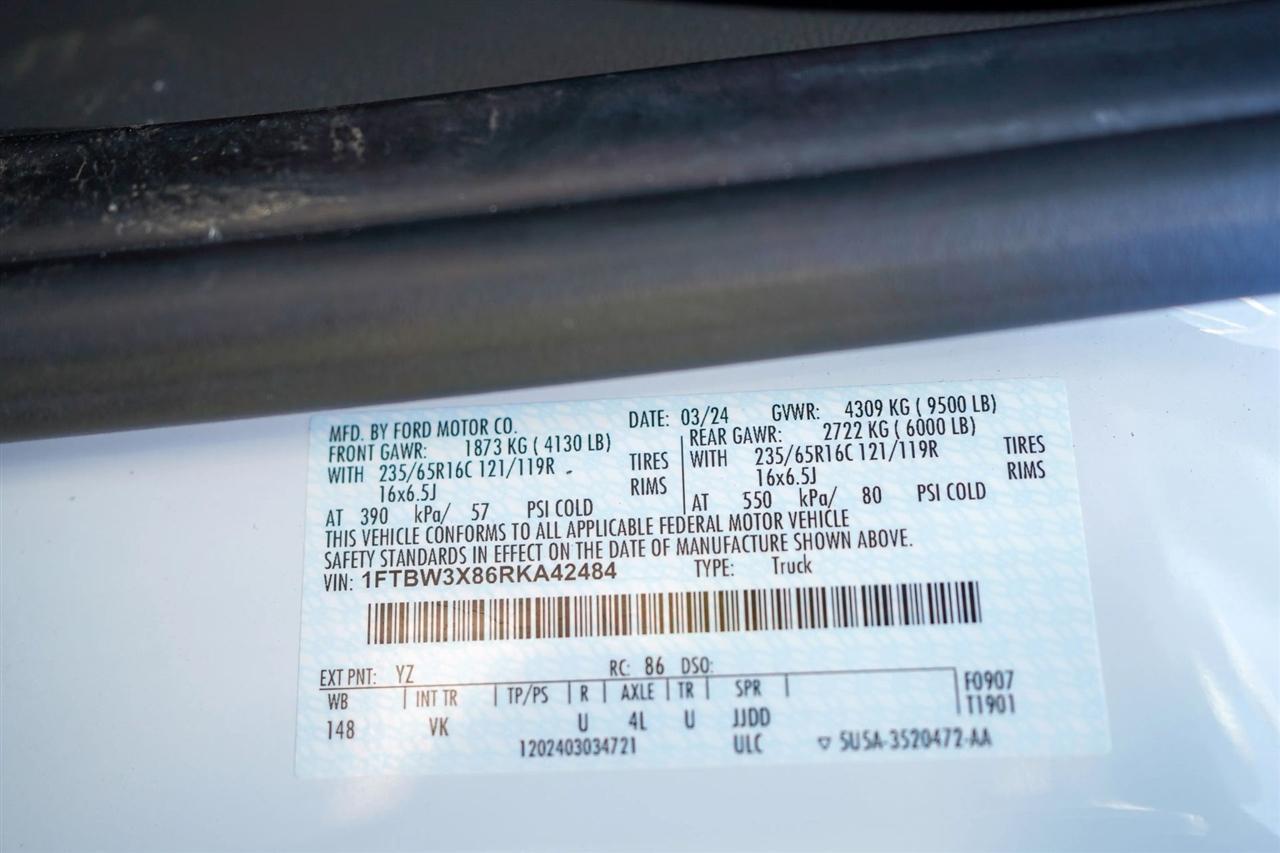 MFD. BY FORD MOTOR CO. DATE: 03/24 GVWR: 4309 KG ( 9500 LB)
FRONT GAWR: 1873 KG ( 4130 LB) REAR GAWR: 2722 KG ( 6000 LB)
WITH 235/65R16C 121/119R TIRES WITH 235/65R16C 121/119R TIRES
16x6.5J RIMS 16x6.5J RIMS
AT 390 kPa/ 57 PSI COLD AT 550 kPa/ 80 PSI COLD
THIS VEHICLE CONFORMS TO ALL APPLICABLE FEDERAL MOTOR VEHICLE
SAFETY STANDARDS IN EFFECT ON THE DATE OF MANUFACTURE SHOWN ABOVE.
VIN: 1FTBW3X86RKA42484 TYPE: Truck
EXT PNT: YZ RC: 86 DSO:
WB INT TR TP/PS R AXLE TR SPR F0907
148 VK U 4L U JJDD T1901
1202403034721 ULC ▽ 5U5A-3520472-AA